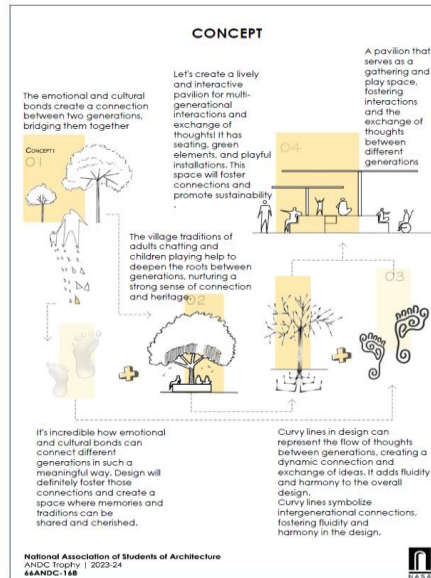 CONCEPT
The emotional and cultural
bonds create a connection
between two generations,
bridging them together
CONCEPT:
01
Let's create a lively
and interactive
pavilion for multi-
generational
interactions and
exchange of
thoughts! It has
seating, green
elements, and playful
installations. This
space will foster
connections and
promote sustainability
.
A pavilion that
serves as a
gathering and
play space,
fostering
interactions
and the
exchange of
thoughts
between
different
generations
04
The village traditions of
adults chatting and
children playing help to
deepen the roots between
generations, nurturing a
strong sense of connection
and heritage.
02
03
It's incredible how emotional
and cultural bonds can
connect different
generations in such a
meaningful way. Design will
definitely foster those
connections and create a
space where memories and
traditions can be
shared and cherished.
Curvy lines in design can
represent the flow of thoughts
between generations, creating a
dynamic connection and
exchange of ideas. It adds fluidity
and harmony to the overall
design.
Curvy lines symbolize
intergenerational connections,
fostering fluidity and
harmony in the design.
National Association of Students of Architecture
ANDC Trophy | 2023-24
66ANDC-168
NASA